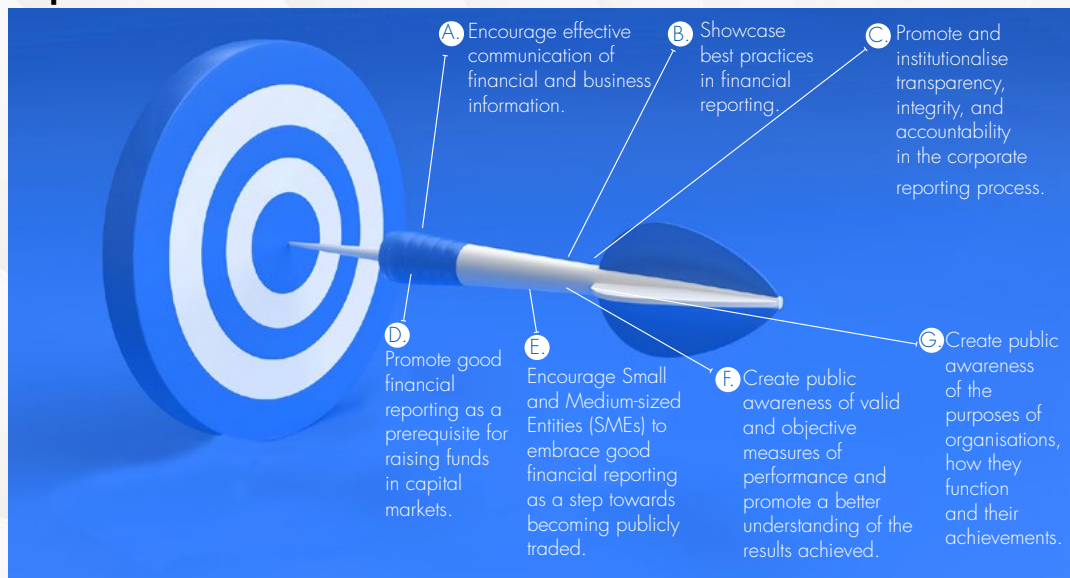 A. Encourage effective
communication of
financial and business
information.
B. Showcase
best practices
in financial
reporting.
C. Promote and
institutionalise
transparency,
integrity, and
accountability
in the corporate
reporting process.
D.
Promote good
financial
reporting as a
prerequisite for
raising funds
in capital
markets.
E.
Encourage Small
and Medium-sized
Entities (SMEs) to
embrace good
financial reporting
as a step towards
becoming publicly
traded.
F. Create public
awareness of valid
and objective
measures of
performance and
promote a better
understanding of the
results achieved.
G. Create public
awareness
of the
purposes of
organisations,
how they
function
and their
achievements.